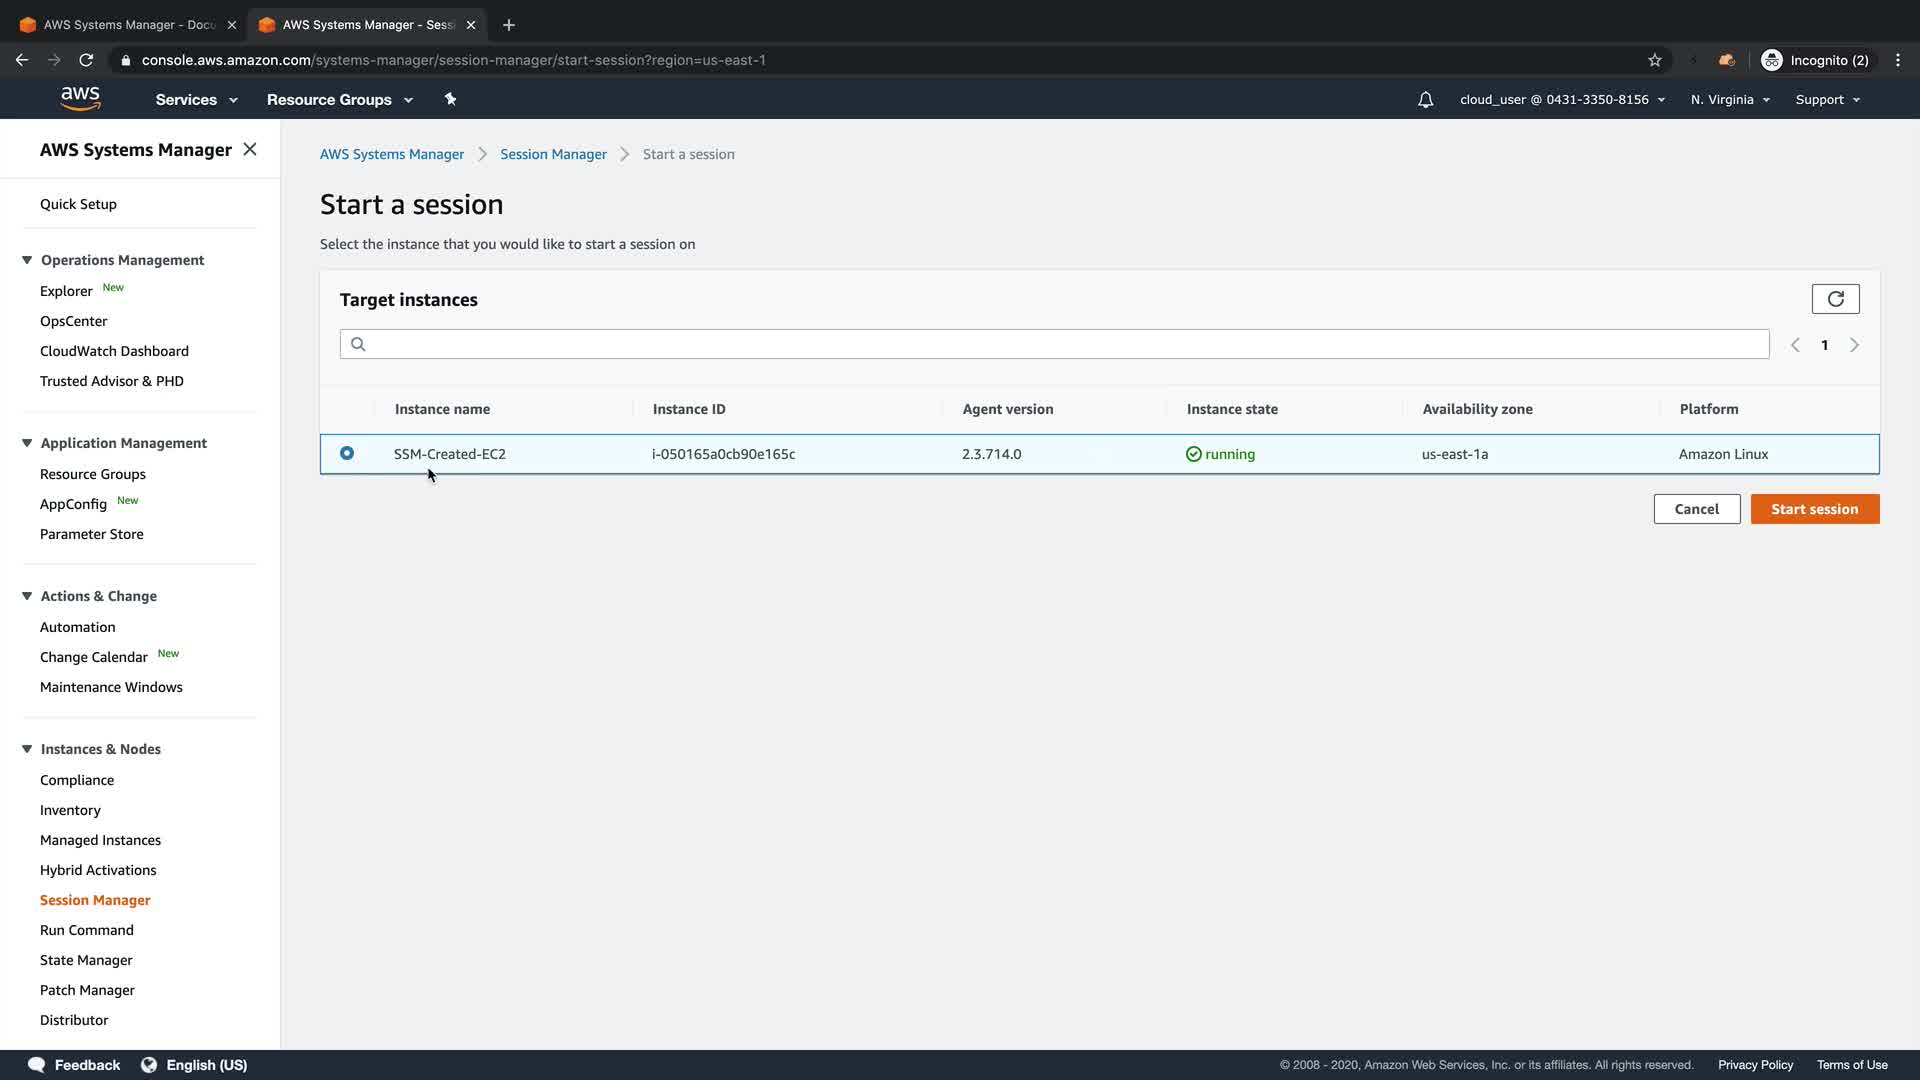 AWS Systems Manager - Docu
AWS Systems Manager - Sessi
console.aws.amazon.com/systems-manager/session-manager/start-session?region=us-east-1
Incognito (2)
aws
Services
Resource Groups
cloud_user @ 0431-3350-8156
N. Virginia
Support
AWS Systems Manager
Quick Setup
Operations Management
Explorer New
OpsCenter
CloudWatch Dashboard
Trusted Advisor & PHD
Application Management
Resource Groups
AppConfig New
Parameter Store
Actions & Change
Automation
Change Calendar New
Maintenance Windows
Instances & Nodes
Compliance
Inventory
Managed Instances
Hybrid Activations
Session Manager
Run Command
State Manager
Patch Manager
Distributor
AWS Systems Manager > Session Manager > Start a session
Start a session
Select the instance that you would like to start a session on
Target instances
1
Instance name Instance ID Agent version Instance state Availability zone Platform
SSM-Created-EC2 i-050165a0cb90e165c 2.3.714.0 running us-east-1a Amazon Linux
Cancel Start session
Feedback English (US)
© 2008 - 2020, Amazon Web Services, Inc. or its affiliates. All rights reserved. Privacy Policy Terms of Use